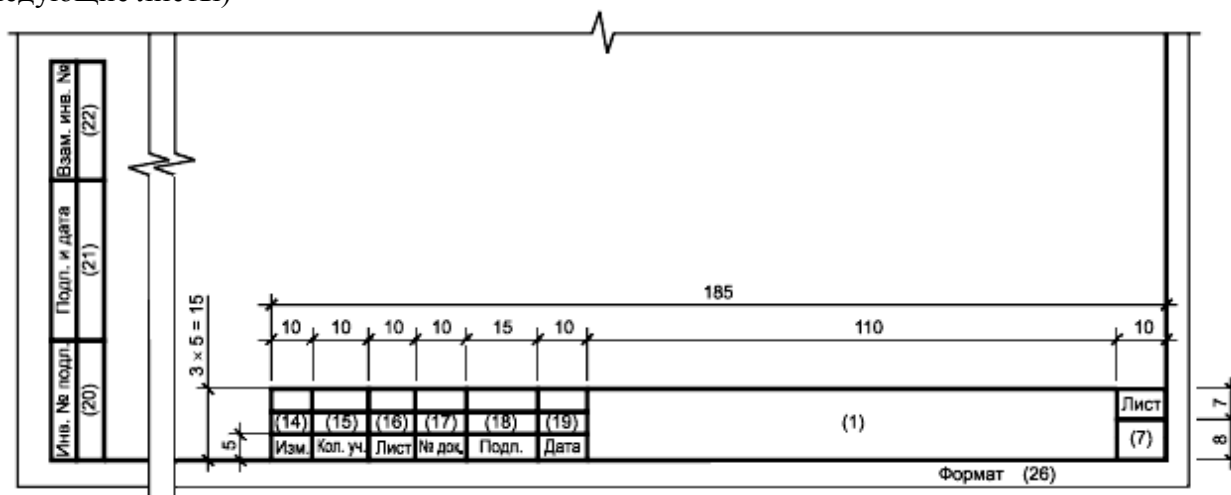 Взам. инв. №
(22)
Подп. и дата
(21)
Инв. № подл.
(20)
185
3 × 5 = 15
10 10 10 10 15 10 110 10
5
(14) (15) (16) (17) (18) (19)
Изм. Кол. уч. Лист № док. Подп. Дата
(1)
Лист
(7)
7
8
Формат (26)